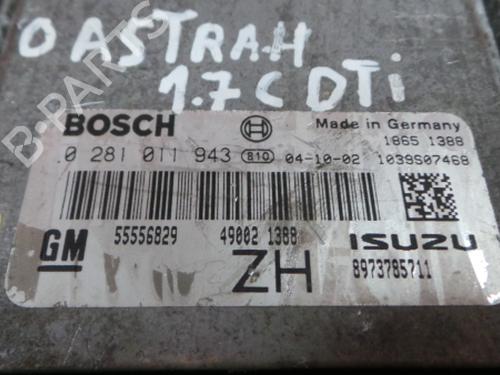 O ASTRA H
1.7 CDTi
B-PARTS
BOSCH
Made in Germany
1865 1388
0 281 011 943 810 04-10-02 1039S07468
GM 55556829 49002 1388 ISUZU
ZH 8973785711